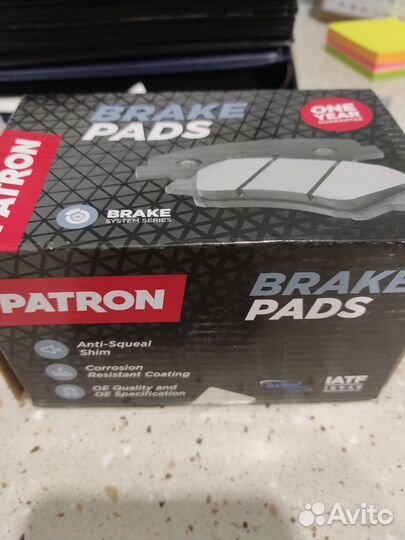 BRAKE
PADS
ONE
YEAR
GUARANTEE
PATRON
BRAKE
SYSTEM SERIES
PATRON
BRAKE
PADS
Anti-Squeal
Shim
Corrosion
Resistant Coating
OE Quality and
OE Specification
IATF
Avito